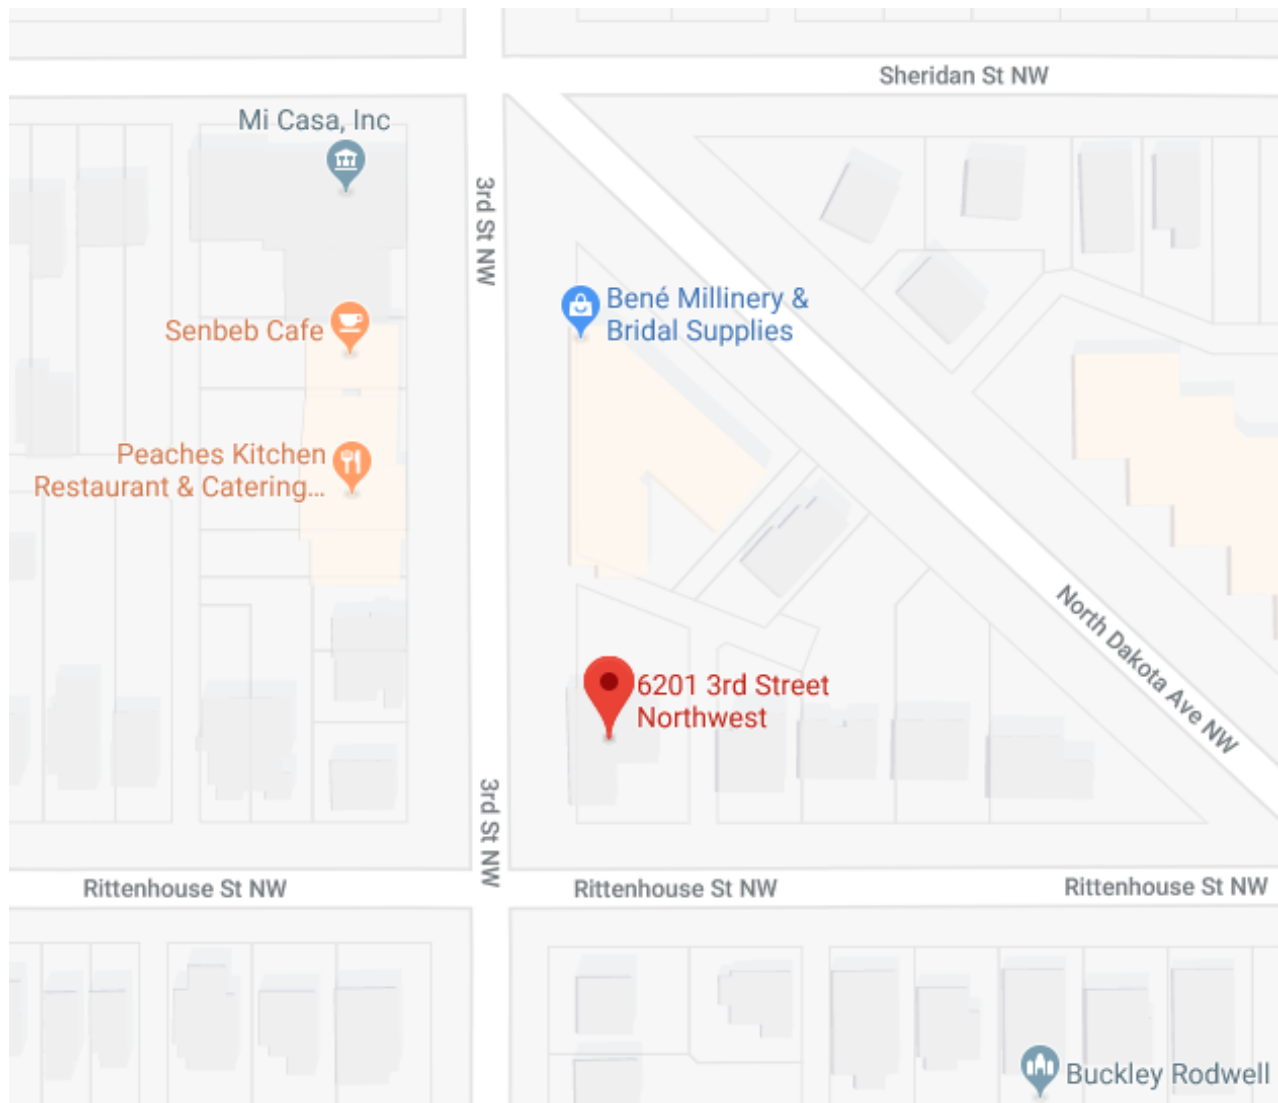 Sheridan St NW
Mi Casa, Inc
3rd St NW
Bené Millinery &
Bridal Supplies
Senbeb Cafe
Peaches Kitchen
Restaurant & Catering...
North Dakota Ave NW
6201 3rd Street
Northwest
3rd St NW
Rittenhouse St NW
Rittenhouse St NW
Rittenhouse St NW
Buckley Rodwell